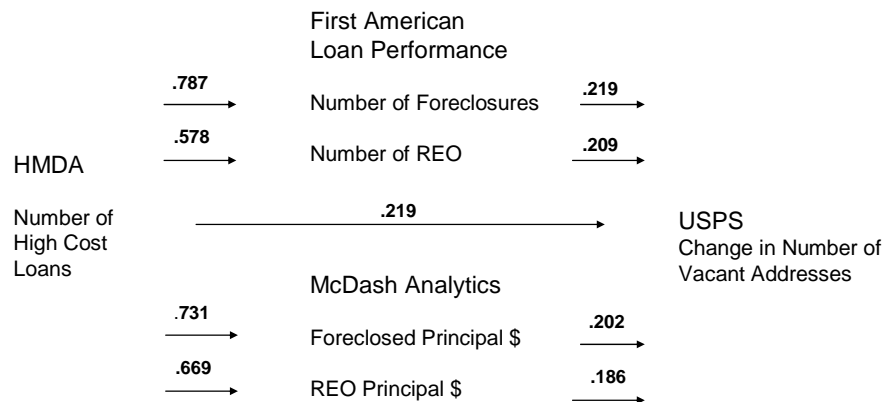 First American
Loan Performance
.787
Number of Foreclosures
.219
.578
Number of REO
.209
HMDA
Number of
High Cost
Loans
.219
USPS
Change in Number of
Vacant Addresses
McDash Analytics
.731
Foreclosed Principal $
.202
.669
REO Principal $
.186